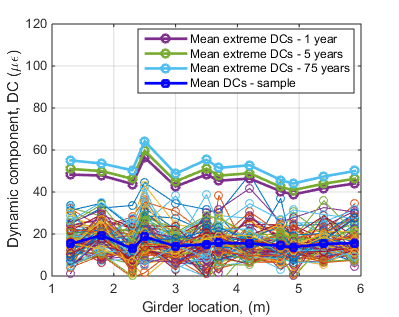 120
100
80
60
40
20
0
Dynamic component, DC (με)
Mean extreme DCs - 1 year
Mean extreme DCs - 5 years
Mean extreme DCs - 75 years
Mean DCs - sample
1 2 3 4 5 6
Girder location, (m)